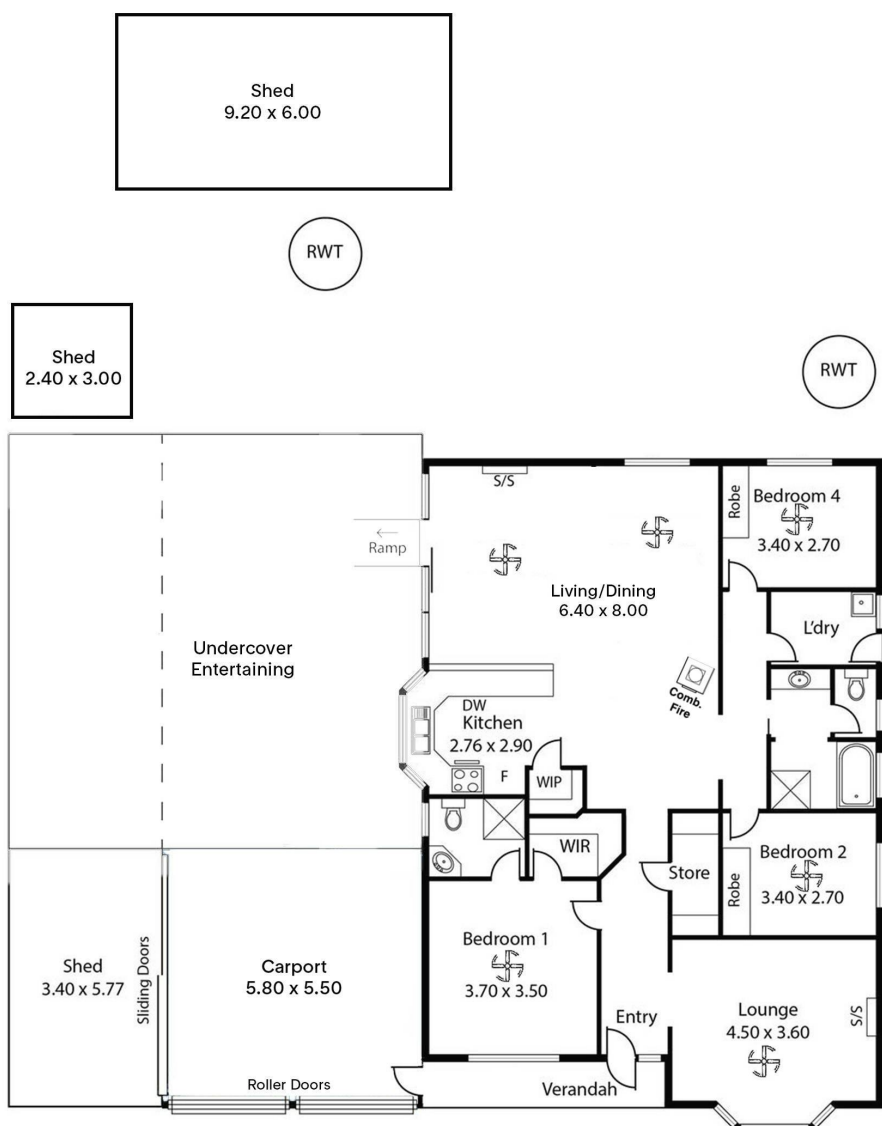 Shed
9.20 x 6.00
RWT
Shed
2.40 x 3.00
RWT
S/S
Robe
Bedroom 4
3.40 x 2.70
Ramp
Living/Dining
6.40 x 8.00
L'dry
Undercover
Entertaining
Comb.
Fire
DW
Kitchen
2.76 x 2.90
F
WIP
WIR
Store
Robe
Bedroom 2
3.40 x 2.70
Shed
3.40 x 5.77
Sliding Doors
Carport
5.80 x 5.50
Bedroom 1
3.70 x 3.50
Entry
Lounge
4.50 x 3.60
S/S
Roller Doors
Verandah